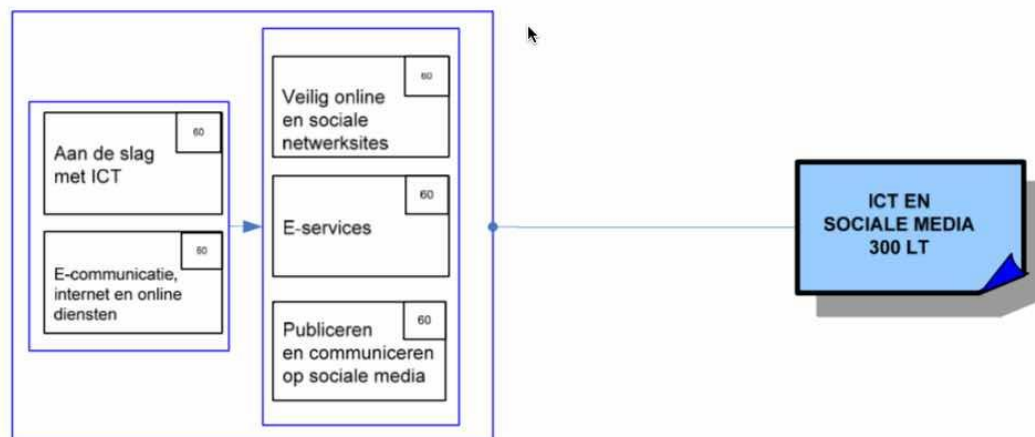 60
Aan de slag
met ICT
60
E-communicatie,
internet en online
diensten
60
Veilig online
en sociale
netwerksites
60
E-services
60
Publiceren
en communiceren
op sociale media
ICT EN
SOCIALE MEDIA
300 LT